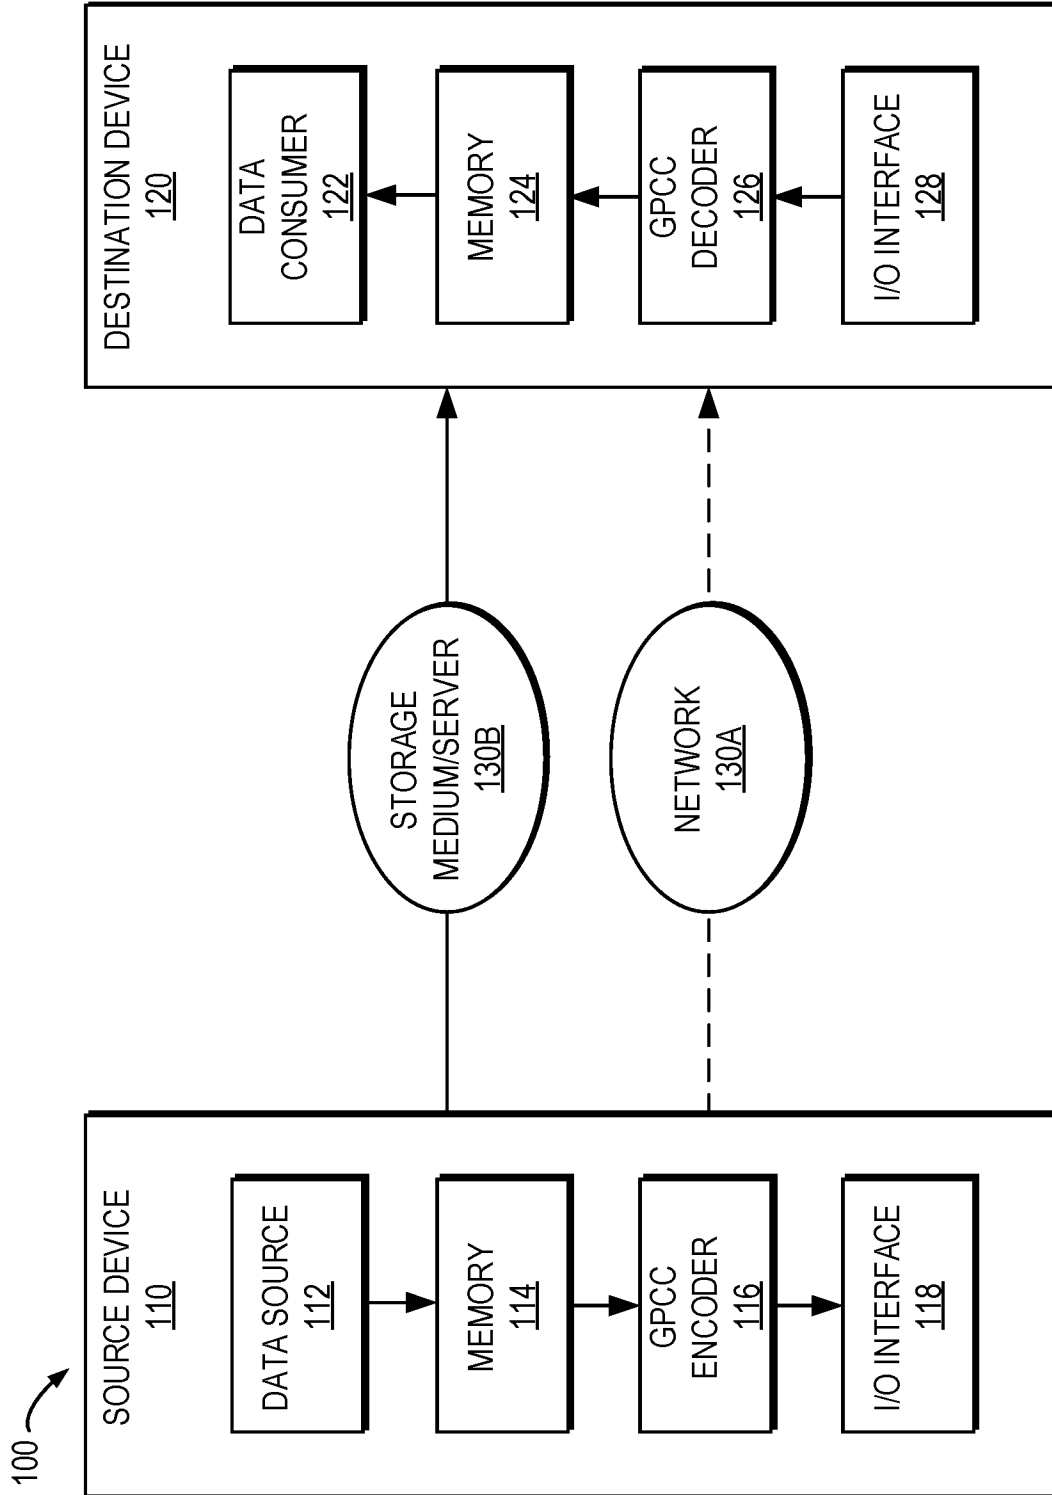 100
SOURCE DEVICE
110
DATA SOURCE
112
MEMORY
114
GPCC
ENCODER
116
I/O INTERFACE
118
STORAGE
MEDIUM/SERVER
130B
NETWORK
130A
DESTINATION DEVICE
120
DATA
CONSUMER
122
MEMORY
124
GPCC
DECODER
126
I/O INTERFACE
128